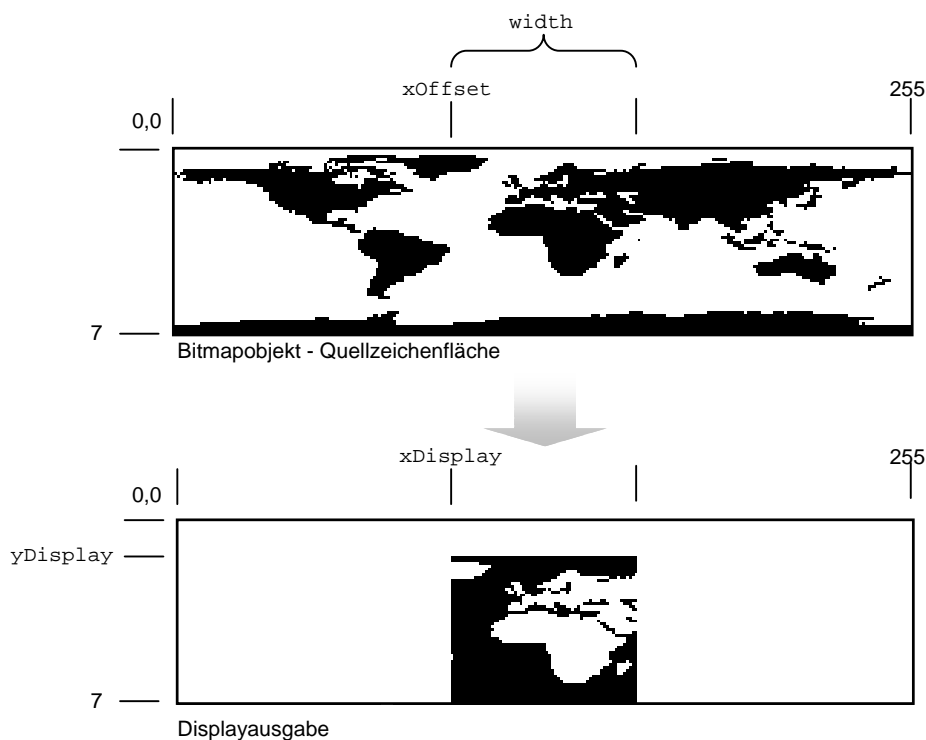 width
xOffset
255
0,0
7
Bitmapobjekt - Quellzeichenfläche
xDisplay
255
0,0
yDisplay
7
Displayausgabe